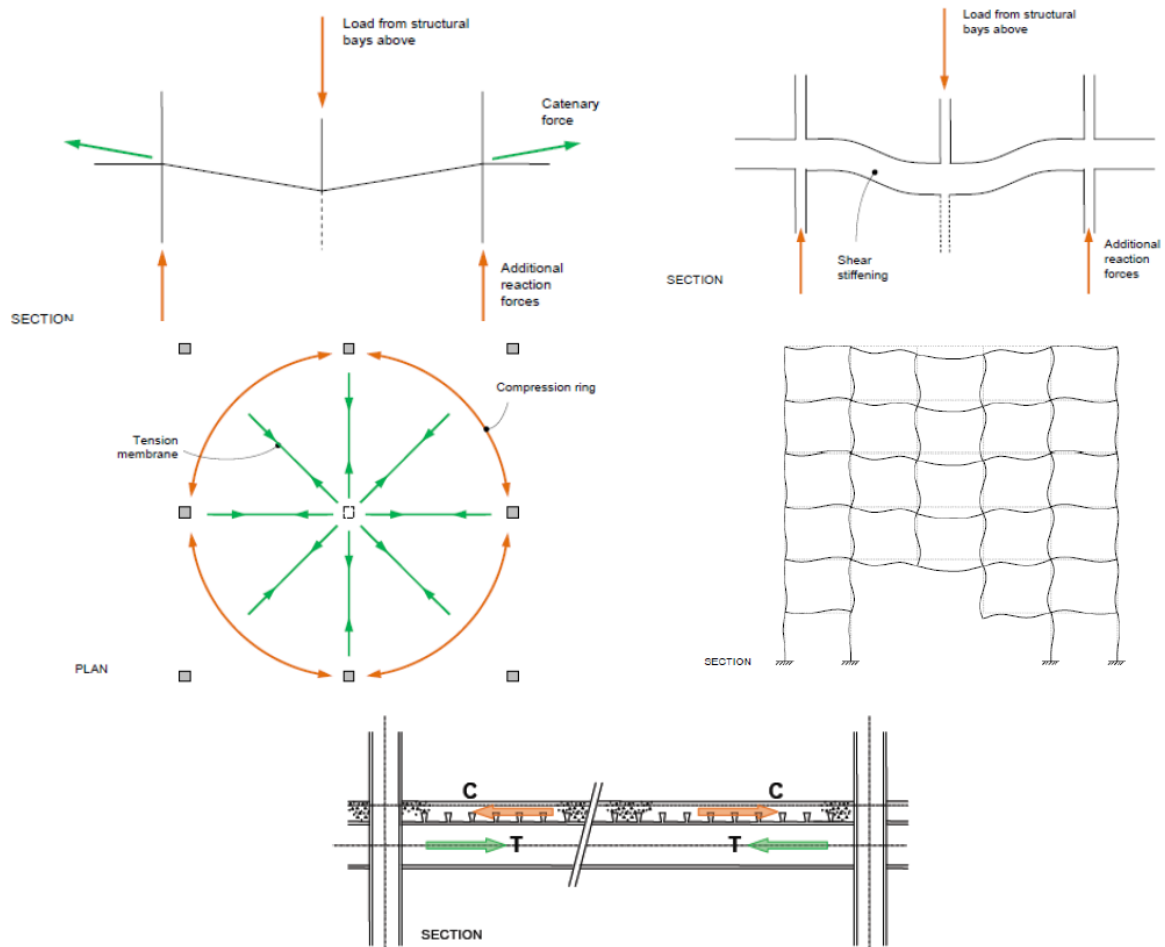 Load from structural
bays above
Catenary
force
Additional
reaction
forces
SECTION
Load from structural
bays above
Shear
stiffening
Additional
reaction
forces
SECTION
Compression ring
Tension
membrane
PLAN
SECTION
C
C
T
T
SECTION